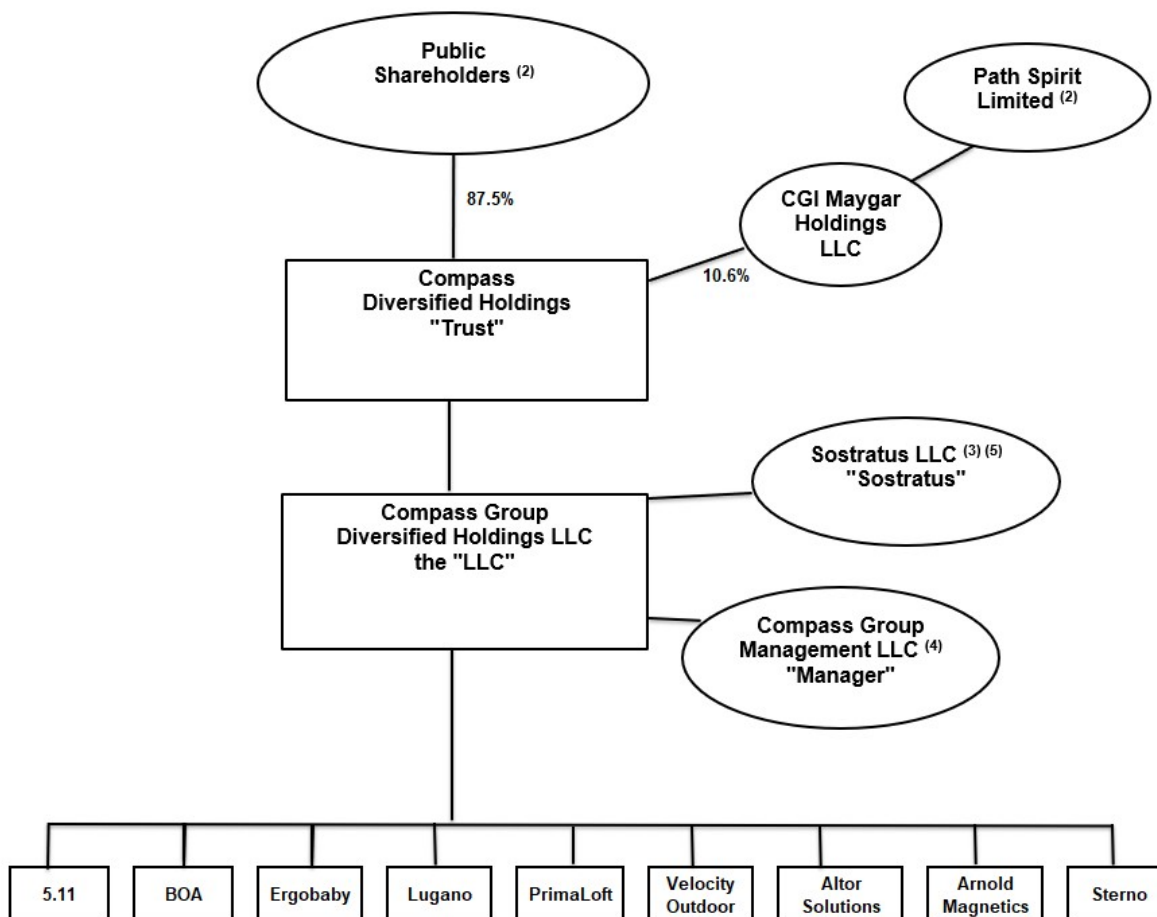 Public
Shareholders (2)
Path Spirit
Limited (2)
87.5%
CGI Maygar
Holdings
LLC
10.6%
Compass
Diversified Holdings
"Trust"
Sostratus LLC (3) (5)
"Sostratus"
Compass Group
Diversified Holdings LLC
the "LLC"
Compass Group
Management LLC (4)
"Manager"
5.11
BOA
Ergobaby
Lugano
PrimaLoft
Velocity
Outdoor
Altor
Solutions
Arnold
Magnetics
Sterno